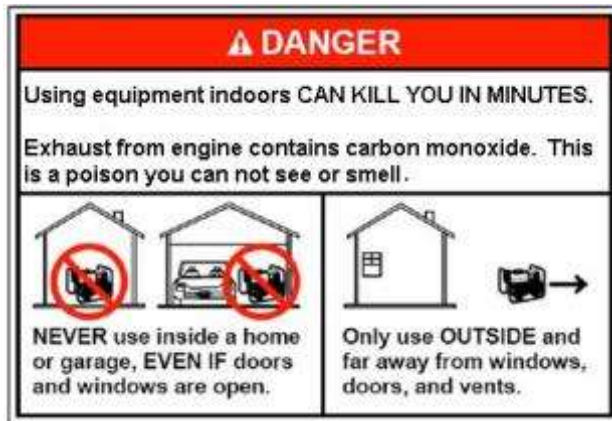 DANGER
Using equipment indoors CAN KILL YOU IN MINUTES.
Exhaust from engine contains carbon monoxide. This
is a poison you can not see or smell.
NEVER use inside a home
or garage, EVEN IF doors
and windows are open.
Only use OUTSIDE and
far away from windows,
doors, and vents.